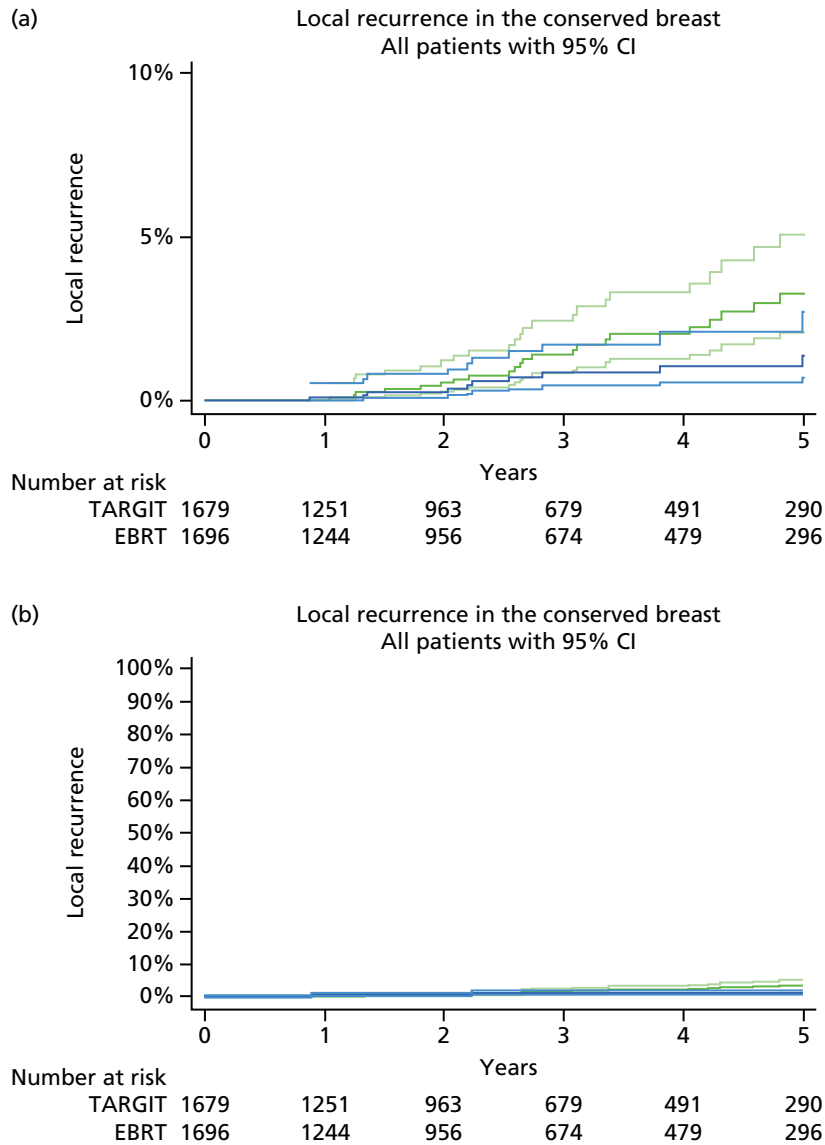 (a)
Local recurrence in the conserved breast
All patients with 95% CI
10%
5%
0%
Local recurrence
0 1 2 3 4 5
Years
Number at risk
TARGIT 1679 1251 963 679 491 290
EBRT 1696 1244 956 674 479 296
(b)
Local recurrence in the conserved breast
All patients with 95% CI
100%
90%
80%
70%
60%
50%
40%
30%
20%
10%
0%
Local recurrence
0 1 2 3 4 5
Years
Number at risk
TARGIT 1679 1251 963 679 491 290
EBRT 1696 1244 956 674 479 296